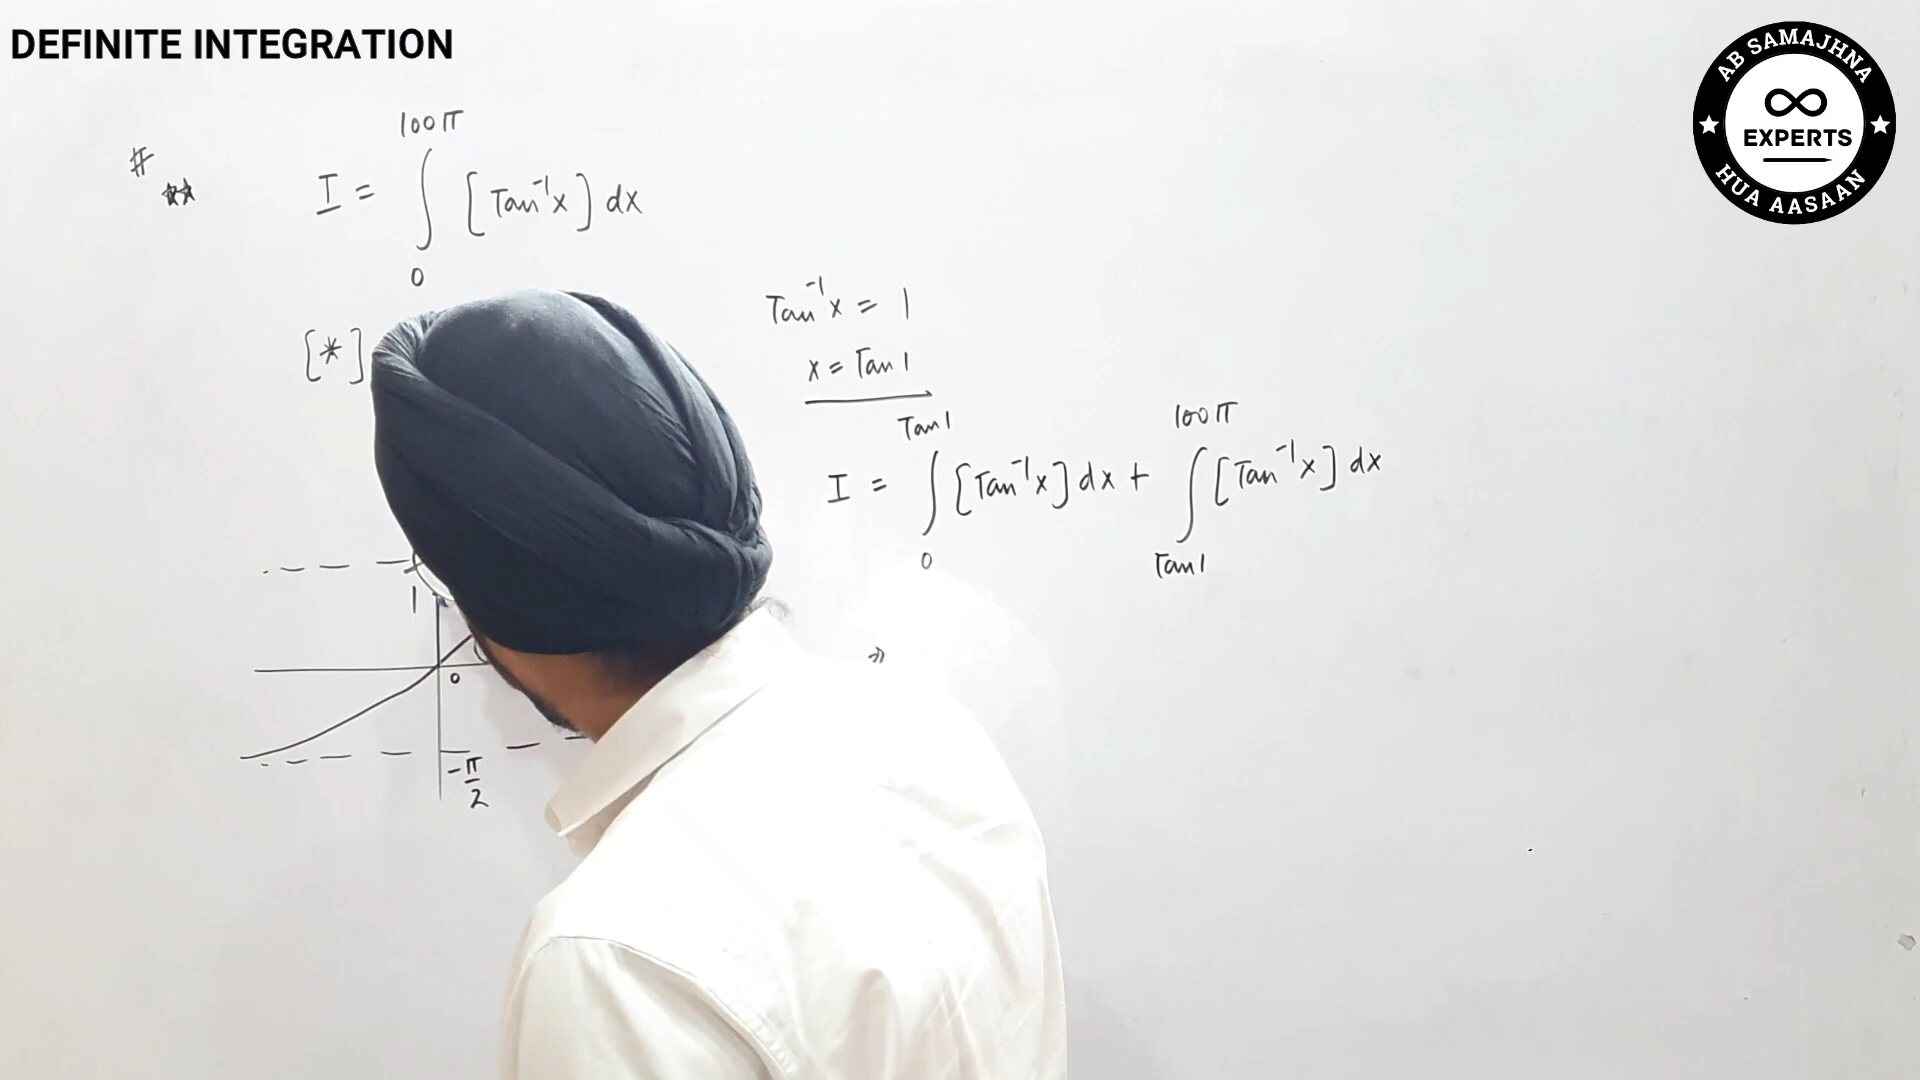 DEFINITE INTEGRATION
AB SAMAJHNA
∞
EXPERTS
HUA AASAAN
#
100π
I = ∫ [Tan⁻¹x] dx
0
[*]
Tan⁻¹x = 1
x = Tan 1
Tan 1
100π
I = ∫ [Tan⁻¹x] dx + ∫ [Tan⁻¹x] dx
0
Tan 1
1
0
-π/2